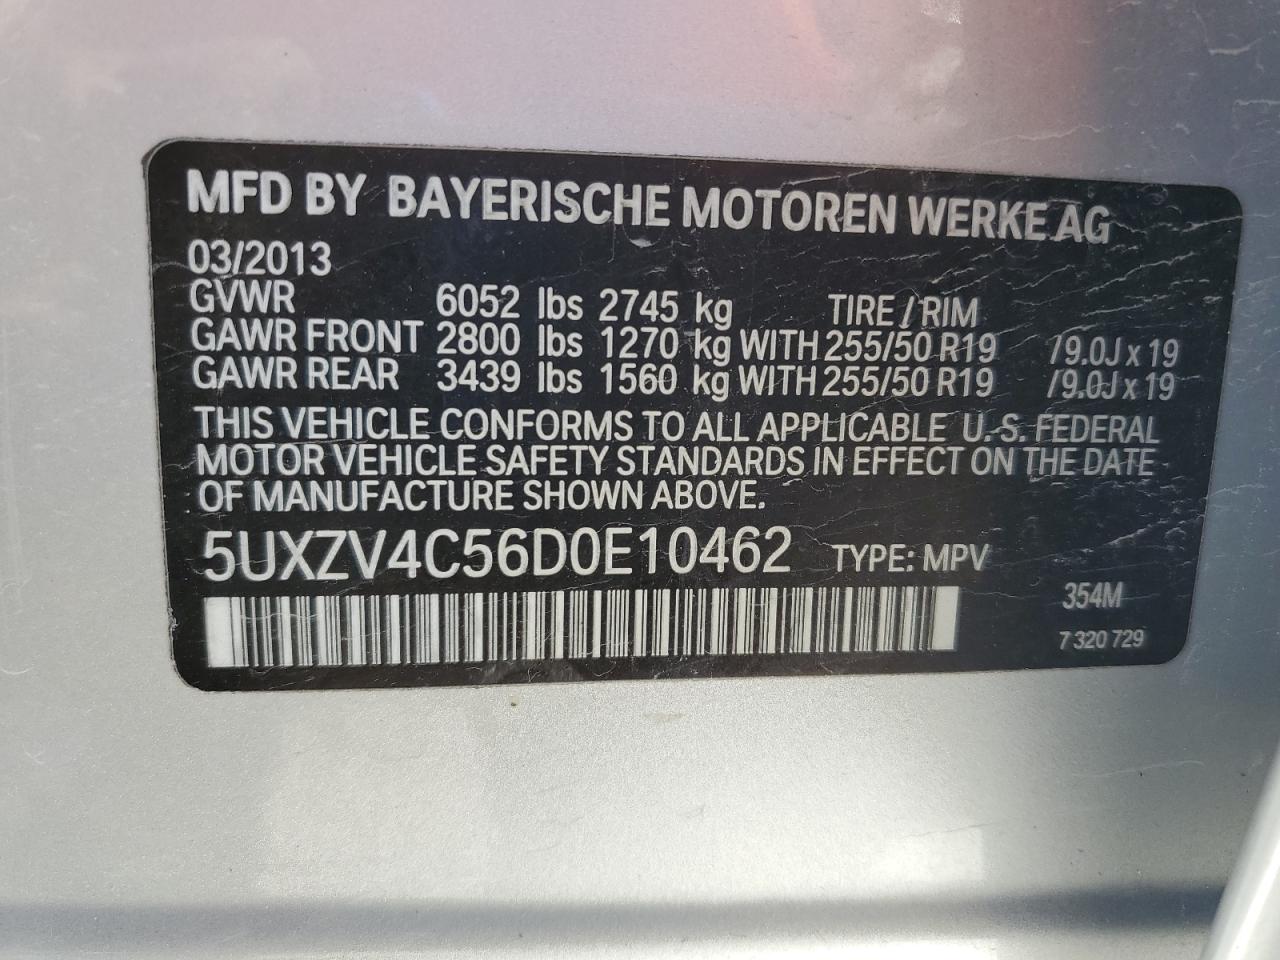 MFD BY BAYERISCHE MOTOREN WERKE AG
03/2013
GVWR 6052 lbs 2745 kg TIRE / RIM
GAWR FRONT 2800 lbs 1270 kg WITH 255/50 R19 /9.0J x 19
GAWR REAR 3439 lbs 1560 kg WITH 255/50 R19 /9.0J x 19
THIS VEHICLE CONFORMS TO ALL APPLICABLE U.S. FEDERAL
MOTOR VEHICLE SAFETY STANDARDS IN EFFECT ON THE DATE
OF MANUFACTURE SHOWN ABOVE.
5UXZV4C56D0E10462 TYPE: MPV
354M
7 320 729